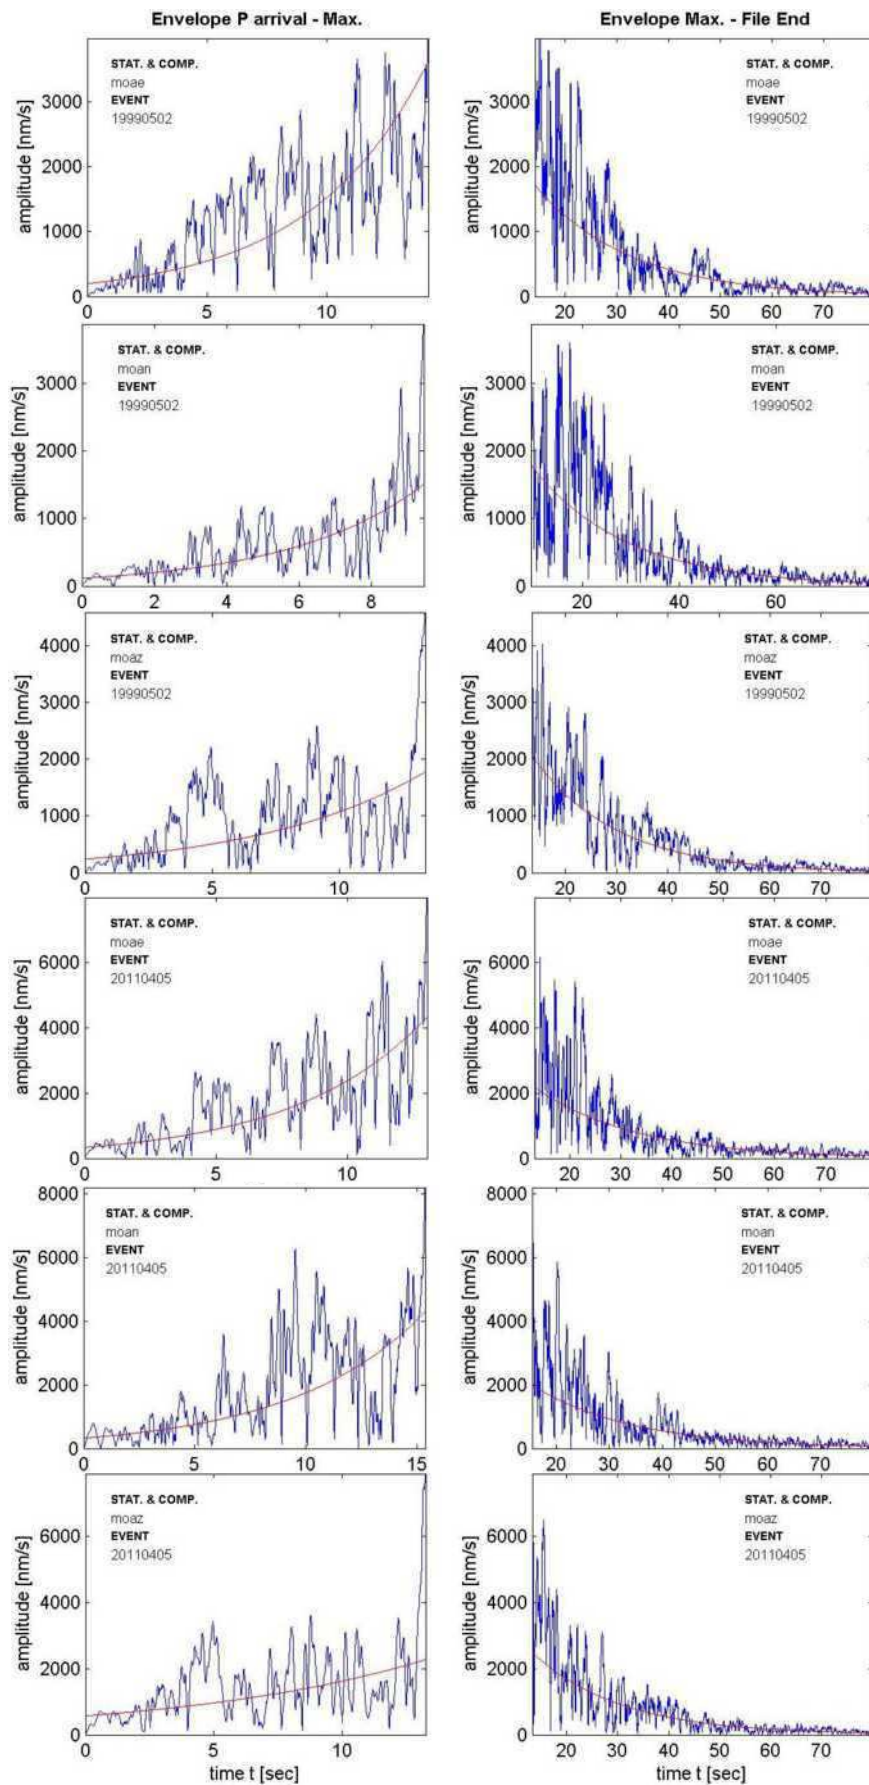 Envelope P arrival - Max.
Envelope Max. - File End
amplitude [nm/s]
3000
2000
1000
0
STAT. & COMP.
moae
EVENT
19990502
0 5 10
amplitude [nm/s]
3000
2000
1000
0
STAT. & COMP.
moae
EVENT
19990502
20 30 40 50 60 70
amplitude [nm/s]
3000
2000
1000
0
STAT. & COMP.
moan
EVENT
19990502
0 2 4 6 8
amplitude [nm/s]
3000
2000
1000
0
STAT. & COMP.
moan
EVENT
19990502
20 40 60
amplitude [nm/s]
4000
3000
2000
1000
0
STAT. & COMP.
moaz
EVENT
19990502
0 5 10
amplitude [nm/s]
4000
3000
2000
1000
0
STAT. & COMP.
moaz
EVENT
19990502
20 30 40 50 60 70
amplitude [nm/s]
6000
4000
2000
0
STAT. & COMP.
moae
EVENT
20110405
0 5 10
amplitude [nm/s]
6000
4000
2000
0
STAT. & COMP.
moae
EVENT
20110405
20 30 40 50 60 70
amplitude [nm/s]
8000
6000
4000
2000
0
STAT. & COMP.
moan
EVENT
20110405
0 5 10 15
amplitude [nm/s]
8000
6000
4000
2000
0
STAT. & COMP.
moan
EVENT
20110405
20 30 40 50 60 70
amplitude [nm/s]
6000
4000
2000
0
STAT. & COMP.
moaz
EVENT
20110405
0 5 10
time t [sec]
amplitude [nm/s]
6000
4000
2000
0
STAT. & COMP.
moaz
EVENT
20110405
20 30 40 50 60 70
time t [sec]